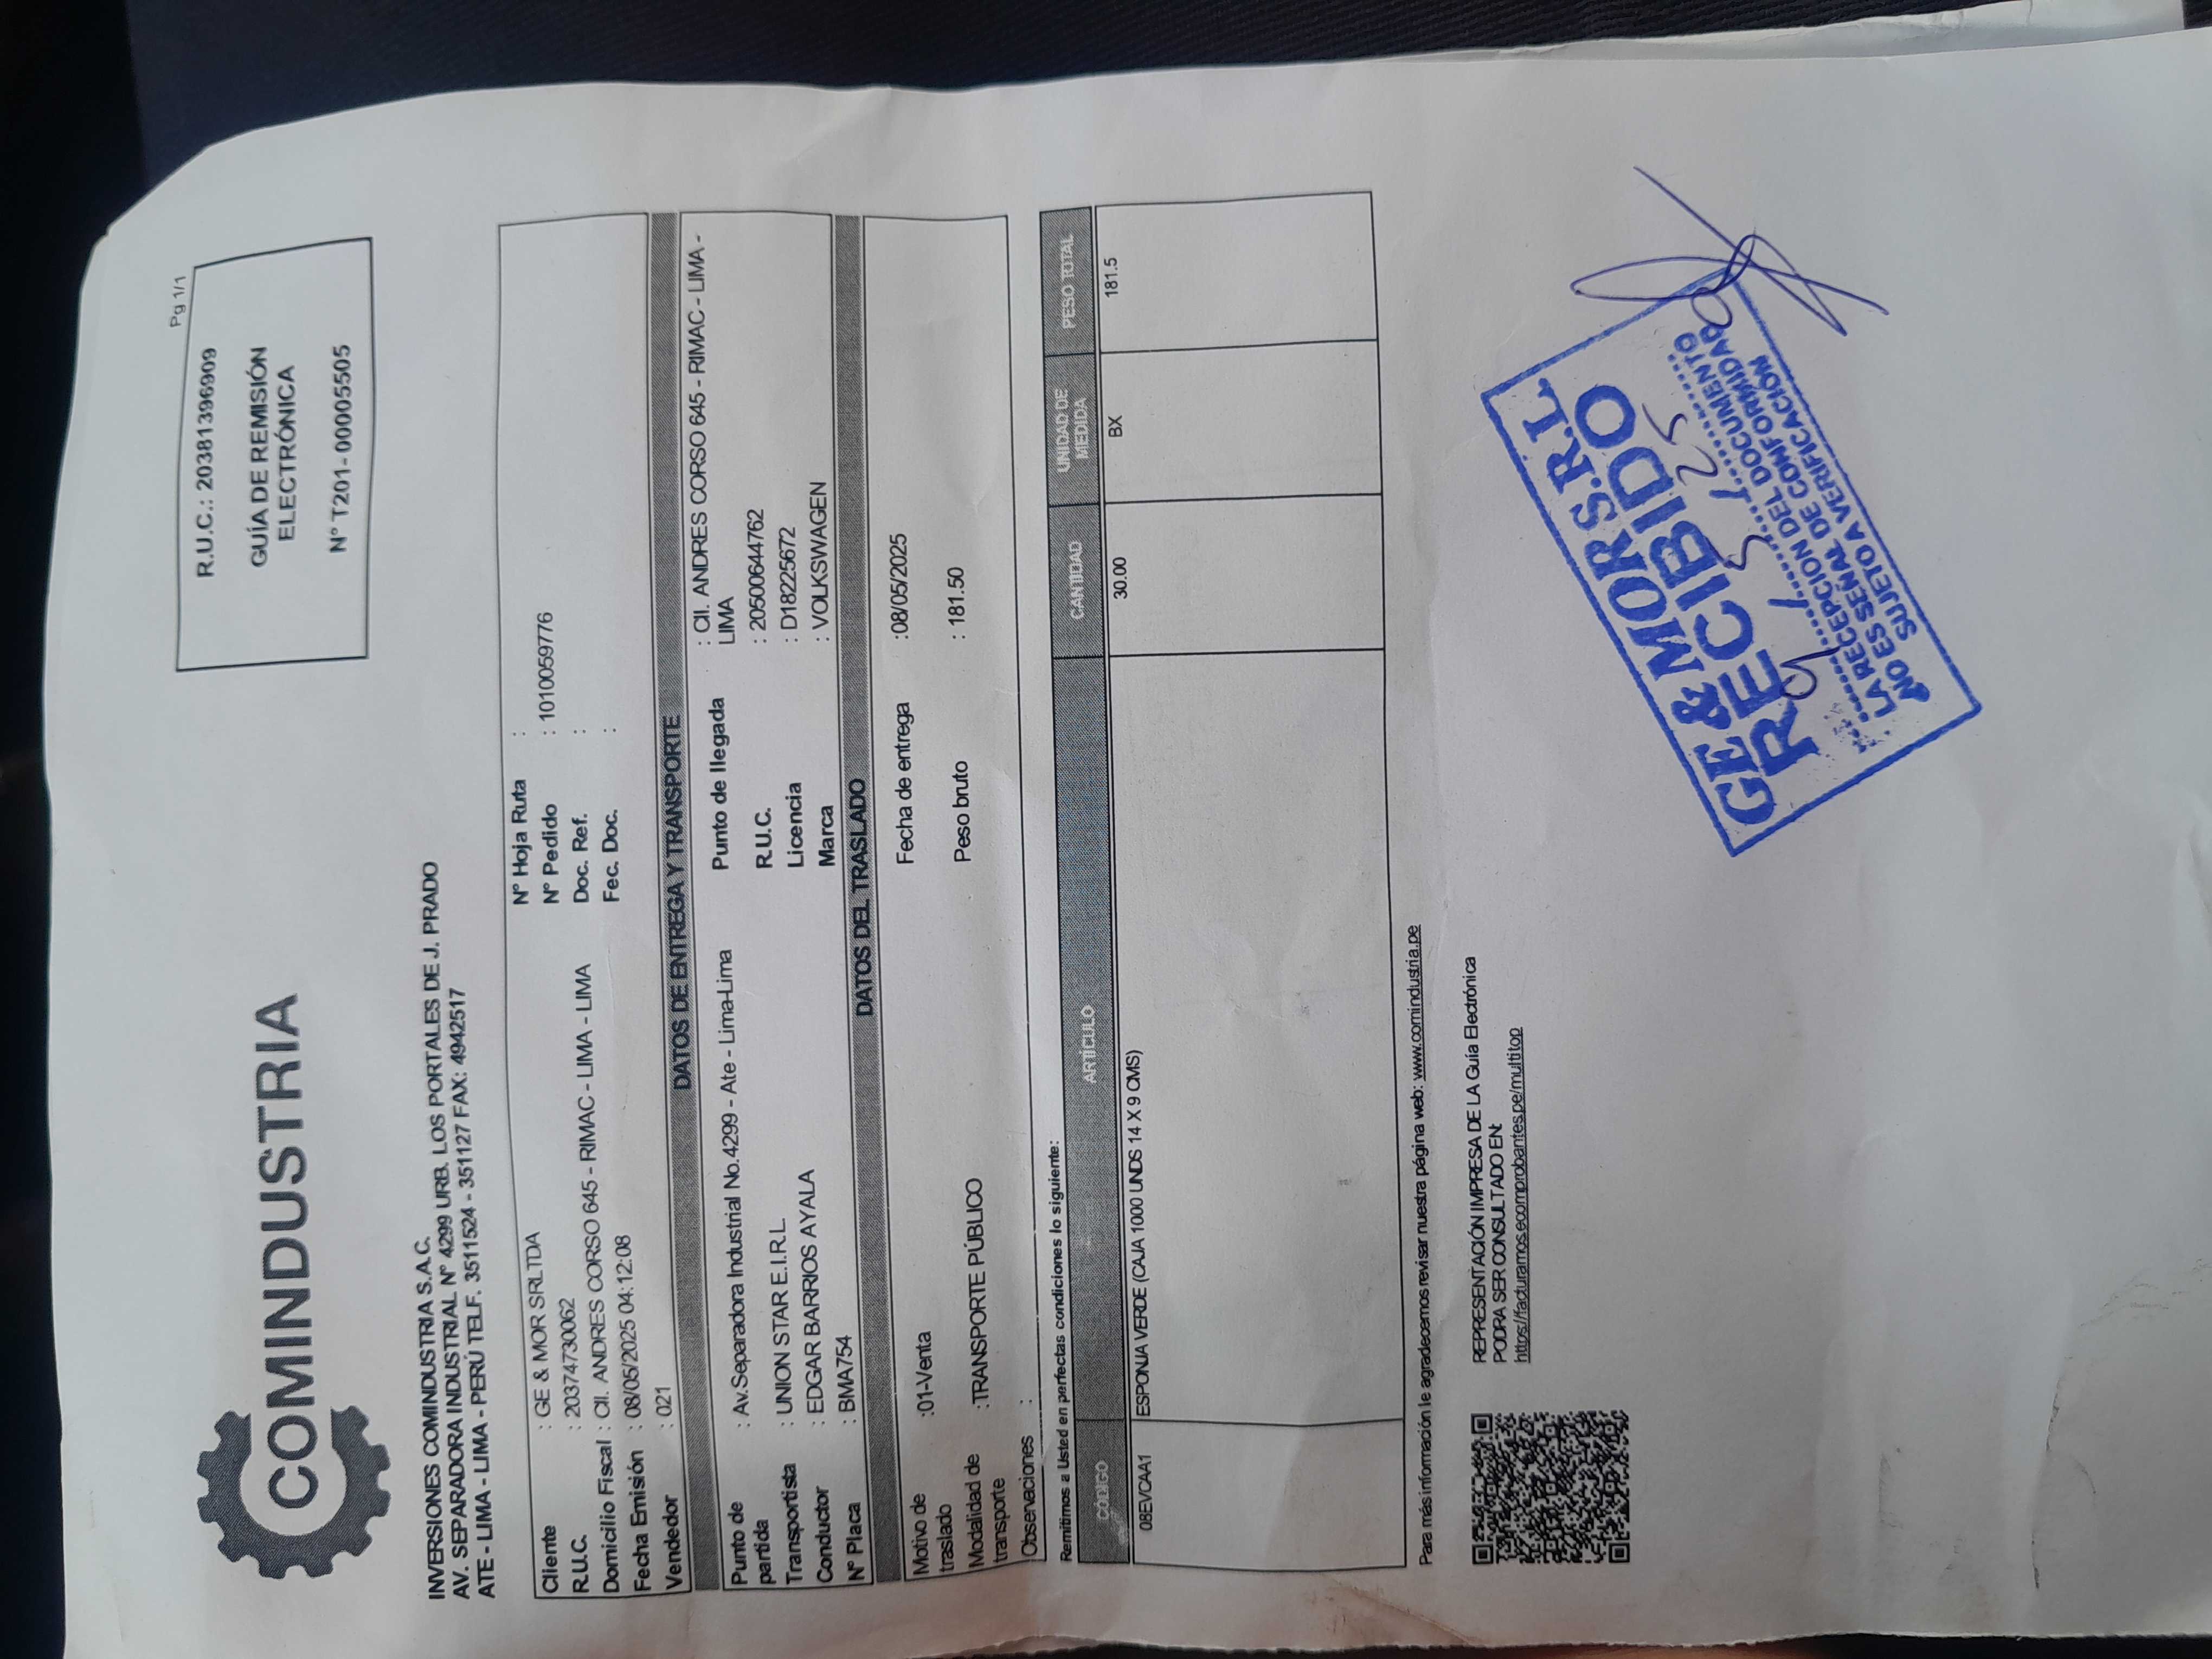 Pg 1/1
COMINDUSTRIA
R.U.C.: 20381396909
GUÍA DE REMISIÓN
ELECTRÓNICA
N° T201-00005505
INVERSIONES COMINDUSTRIA S.A.C.
AV. SEPARADORA INDUSTRIAL N° 4299 URB. LOS PORTALES DE J. PRADO
ATE - LIMA - PERÚ TELF. 3511524 - 351127 FAX: 4942517
Cliente : GE & MOR SRLTDA
R.U.C. : 20374730062
Domicilio Fiscal : Cll. ANDRES CORSO 645 - RIMAC - LIMA - LIMA
Fecha Emisión : 08/05/2025 04:12:08
Vendedor : 021
N° Hoja Ruta :
N° Pedido : 1010059776
Doc. Ref. :
Fec. Doc. :
DATOS DE ENTREGA Y TRANSPORTE
Punto de partida : Av.Separadora Industrial No.4299 - Ate - Lima-Lima
Transportista : UNION STAR E.I.R.L.
Conductor : EDGAR BARRIOS AYALA
N° Placa : BMA754
Punto de llegada : Cll. ANDRES CORSO 645 - RIMAC - LIMA -
LIMA
R.U.C. : 20500644762
Licencia : D18225672
Marca : VOLKSWAGEN
DATOS DEL TRASLADO
Motivo de traslado :01-Venta
Modalidad de transporte :TRANSPORTE PÚBLICO
Observaciones :
Fecha de entrega :08/05/2025
Peso bruto : 181.50
Remitimos a Usted en perfectas condiciones lo siguiente:
CÓDIGO ARTÍCULO CANTIDAD UNIDAD DE MEDIDA PESO TOTAL
08EVCAA1 ESPONJA VERDE (CAJA 1000 UNDS 14 X 9 CMS) 30.00 BX 181.5
Para más información le agradecemos revisar nuestra página web: www.comindustria.pe
REPRESENTACIÓN IMPRESA DE LA Guía Electrónica
PODRA SER CONSULTADO EN:
https://facturamos.ecomprobantes.pe/multitop
GE & MOR S.R.L.
RECIBIDO
9 / 5 / 25
LA RECEPCION DEL DOCUMENTO
NO ES SEÑAL DE CONFORMIDAD
SUJETO A VERIFICACIÓN